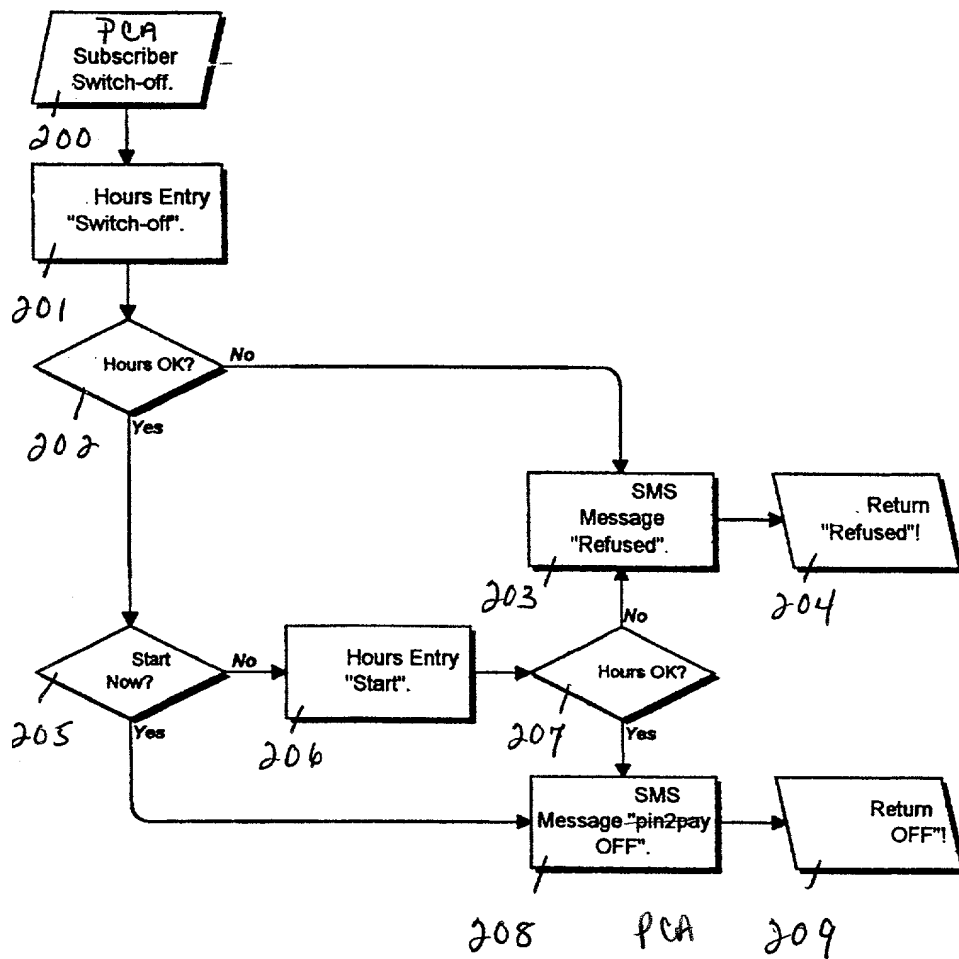 PCA
Subscriber
Switch-off.
200
. Hours Entry
"Switch-off".
201
Hours OK?
No
Yes
202
SMS
Message
"Refused".
203
. Return
"Refused"!
204
No
Start
Now?
No
Yes
205
Hours Entry
"Start".
206
Hours OK?
Yes
207
SMS
Message "pin2pay
OFF".
208
PCA
Return
OFF"!
209